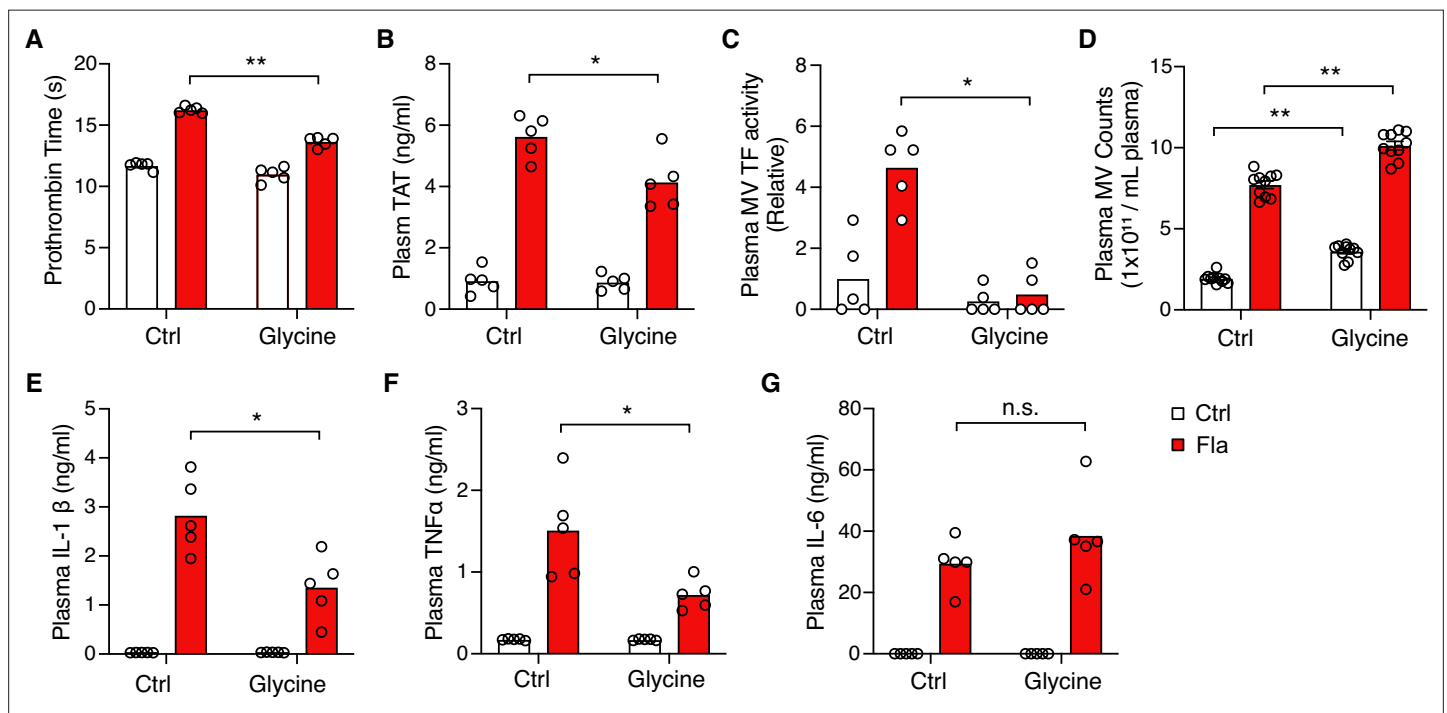 A
Prothrombin Time (s)
20
15
10
5
0
**
Ctrl
Glycine
B
Plasm TAT (ng/ml)
8
6
4
2
0
*
Ctrl
Glycine
C
Plasma MV TF activity
(Relative)
8
6
4
2
0
*
Ctrl
Glycine
D
Plasma MV Counts
(1x10¹¹ / mL plasma)
15
10
5
0
**
**
Ctrl
Glycine
E
Plasma IL-1 β (ng/ml)
5
4
3
2
1
0
*
Ctrl
Glycine
F
Plasma TNFα (ng/ml)
3
2
1
0
*
Ctrl
Glycine
G
Plasma IL-6 (ng/ml)
80
60
40
20
0
n.s.
Ctrl
Glycine
Ctrl
Fla